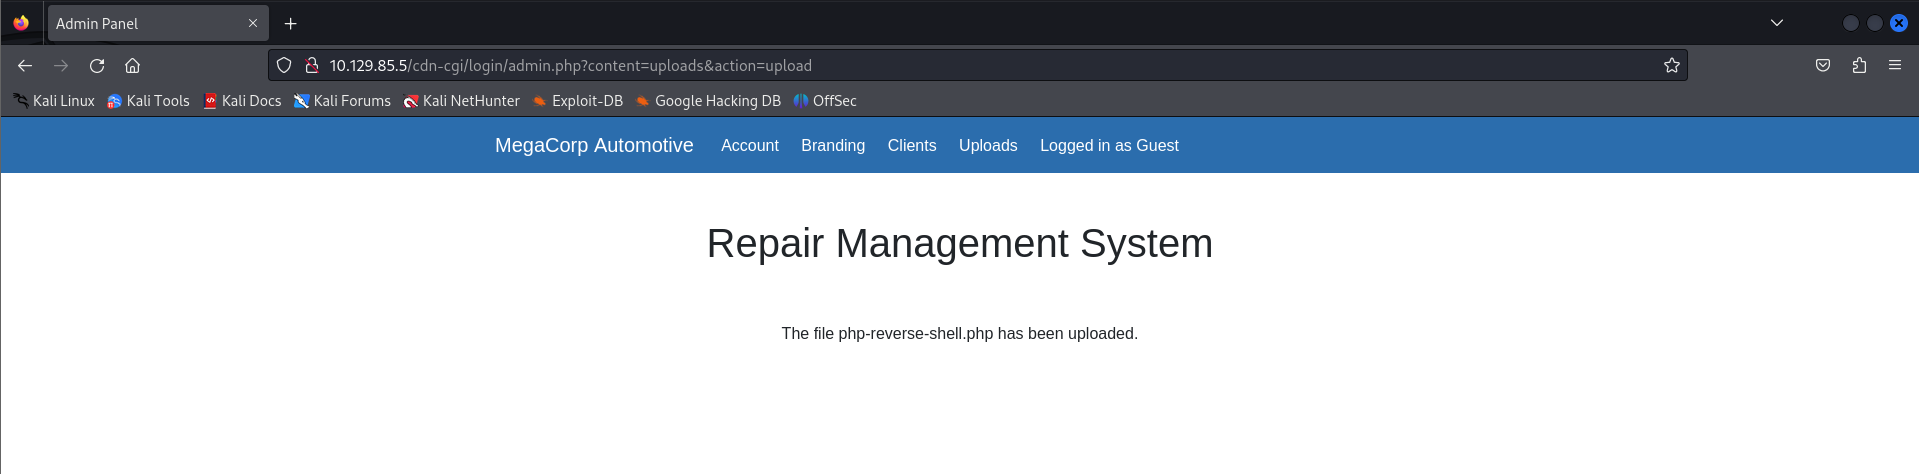 Admin Panel
10.129.85.5/cdn-cgi/login/admin.php?content=uploads&action=upload
Kali Linux Kali Tools Kali Docs Kali Forums Kali NetHunter Exploit-DB Google Hacking DB OffSec
MegaCorp Automotive Account Branding Clients Uploads Logged in as Guest
Repair Management System
The file php-reverse-shell.php has been uploaded.